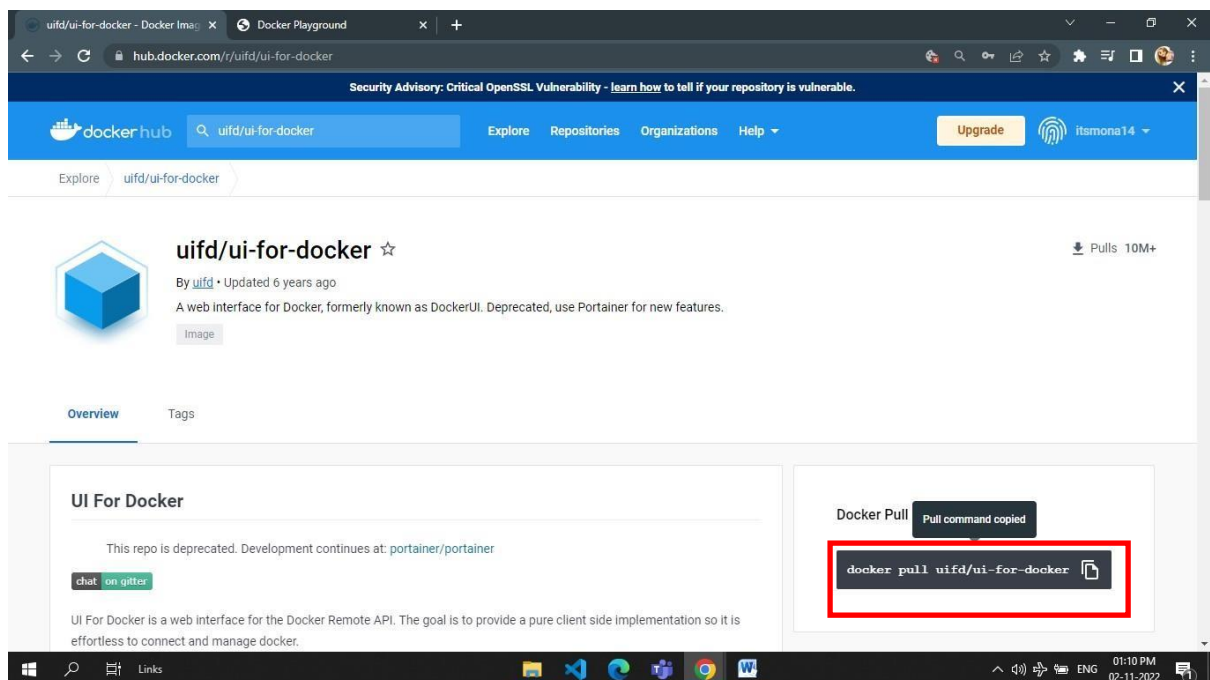 uifd/ui-for-docker - Docker Imag
Docker Playground
hub.docker.com/r/uifd/ui-for-docker
Security Advisory: Critical OpenSSL Vulnerability - learn how to tell if your repository is vulnerable.
dockerhub
uifd/ui-for-docker
Explore Repositories Organizations Help
Upgrade
itsmona14
Explore uifd/ui-for-docker
uifd/ui-for-docker
Pulls 10M+
By uifd • Updated 6 years ago
A web interface for Docker, formerly known as DockerUI. Deprecated, use Portainer for new features.
Image
Overview Tags
UI For Docker
This repo is deprecated. Development continues at: portainer/portainer
chat on gitter
UI For Docker is a web interface for the Docker Remote API. The goal is to provide a pure client side implementation so it is
effortless to connect and manage docker.
Docker Pull
Pull command copied
docker pull uifd/ui-for-docker
Links
ENG
01:10 PM
02-11-2022